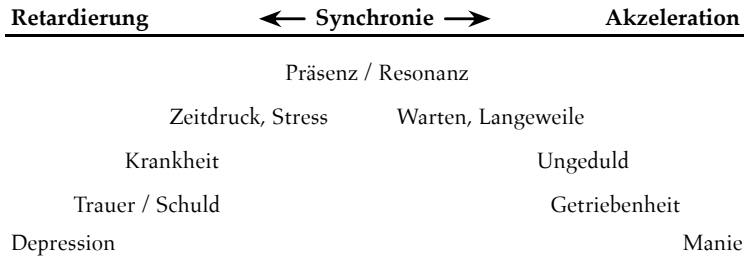 Retardierung ← Synchronie → Akzeleration
Präsenz / Resonanz
Zeitdruck, Stress Warten, Langeweile
Krankheit Ungeduld
Trauer / Schuld Getriebenheit
Depression Manie